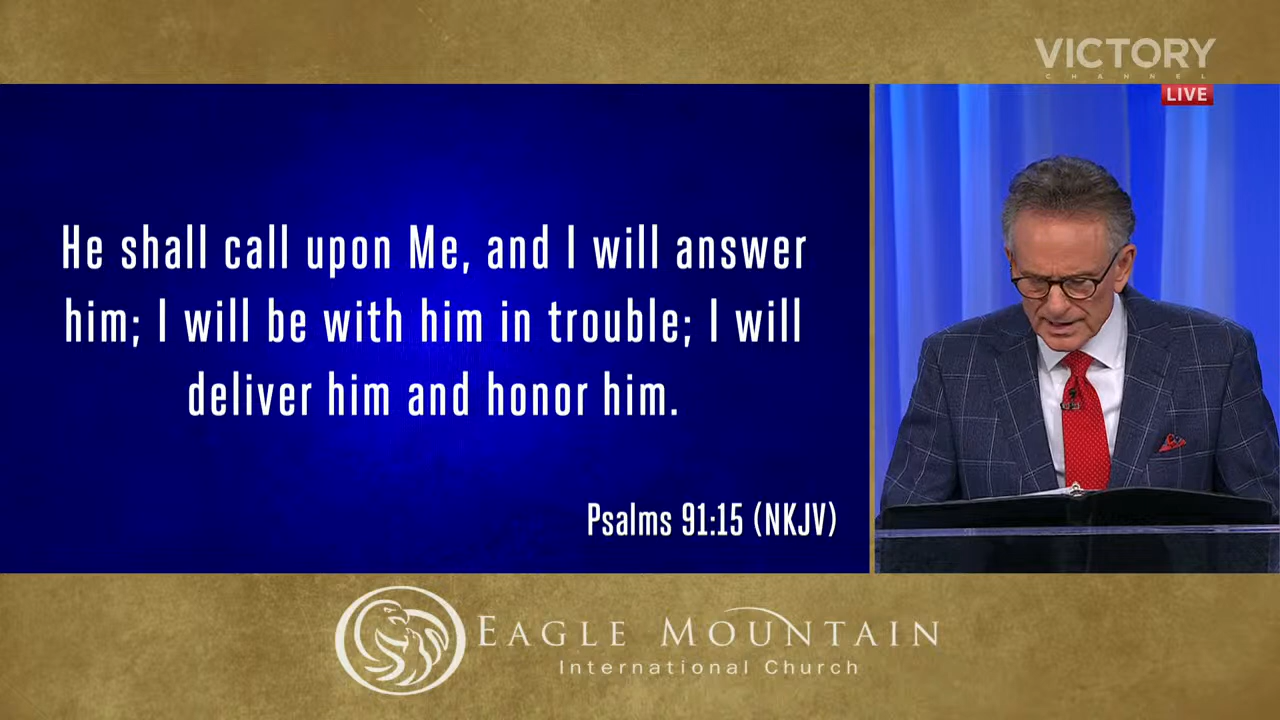 VICTORY
CHANNEL
LIVE
He shall call upon Me, and I will answer
him; I will be with him in trouble; I will
deliver him and honor him.
Psalms 91:15 (NKJV)
EAGLE MOUNTAIN
International Church